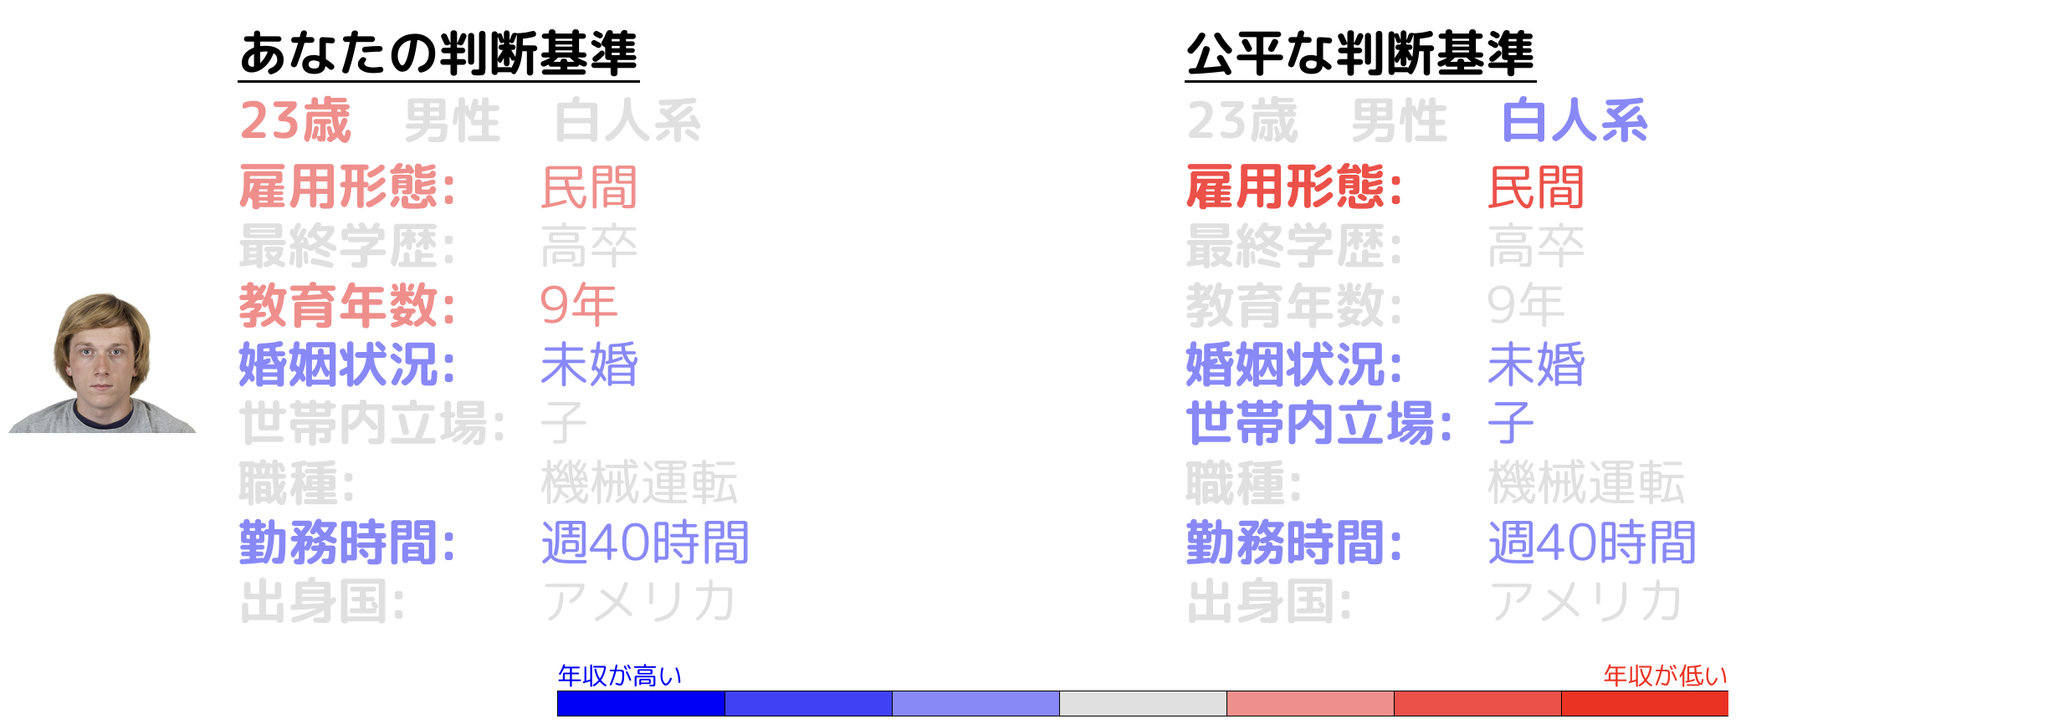 あなたの判断基準
23歳 男性 白人系
雇用形態: 民間
最終学歴: 高卒
教育年数: 9年
婚姻状況: 未婚
世帯内立場: 子
職種: 機械運転
勤務時間: 週40時間
出身国: アメリカ
公平な判断基準
23歳 男性 白人系
雇用形態: 民間
最終学歴: 高卒
教育年数: 9年
婚姻状況: 未婚
世帯内立場: 子
職種: 機械運転
勤務時間: 週40時間
出身国: アメリカ
年収が高い
年収が低い